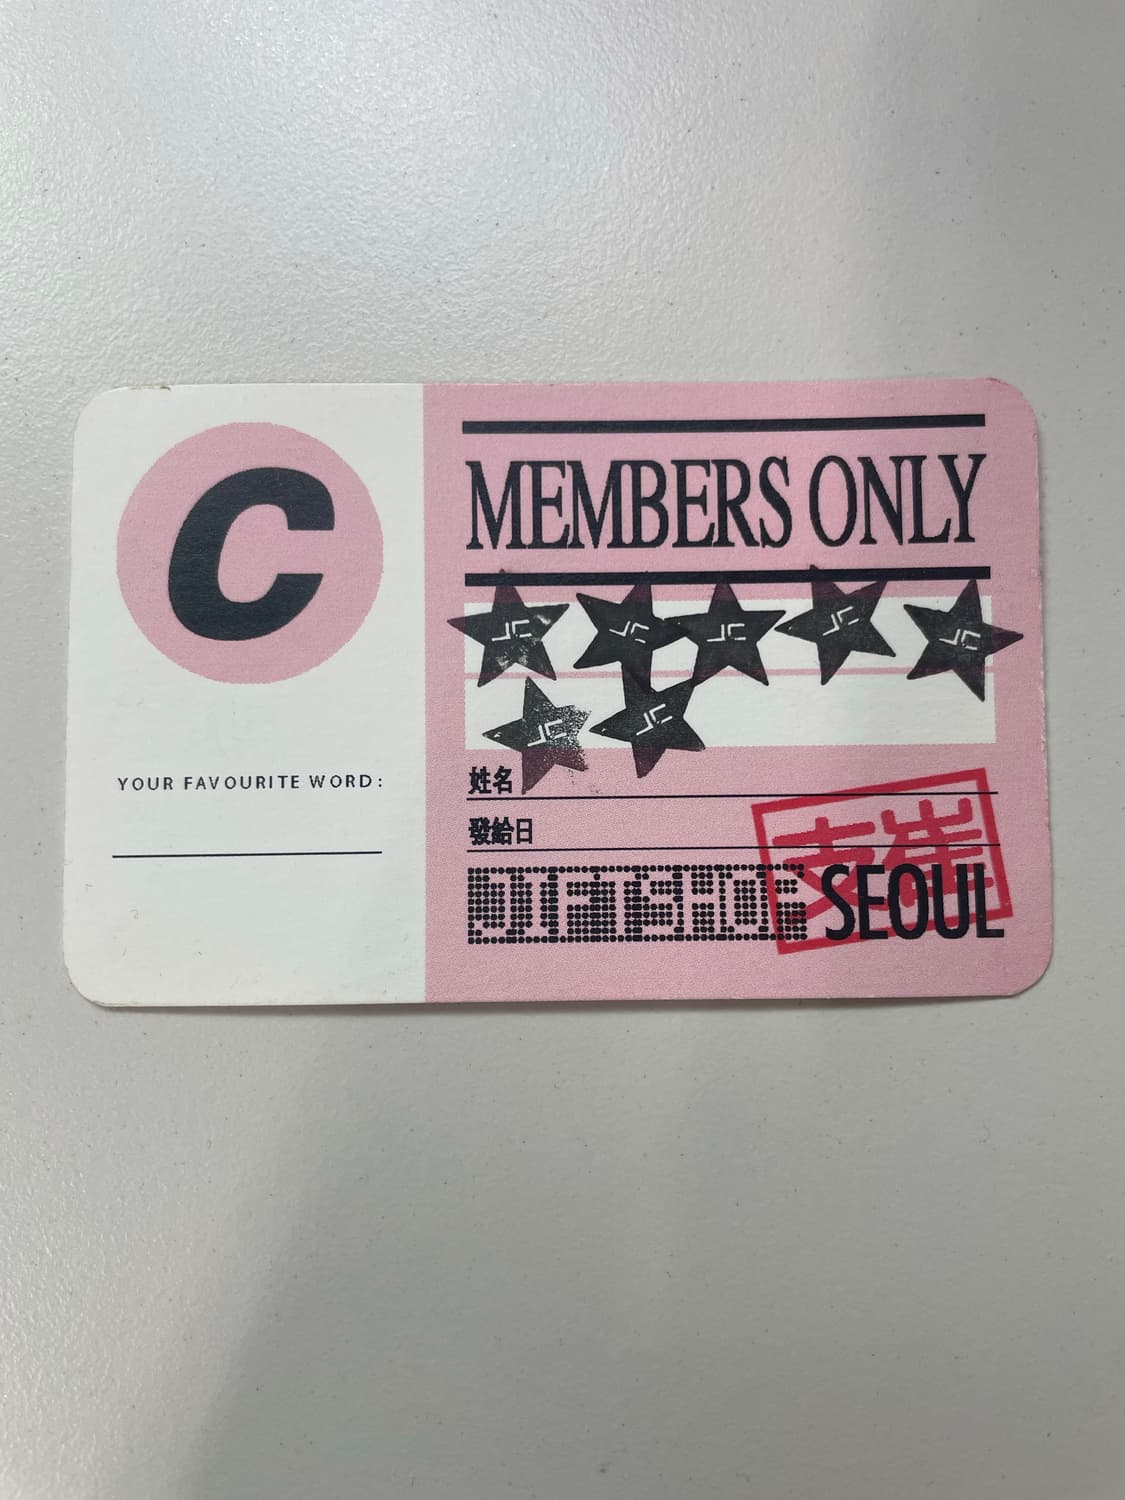 C
YOUR FAVOURITE WORD:
MEMBERS ONLY
姓名
發給日
SEOUL